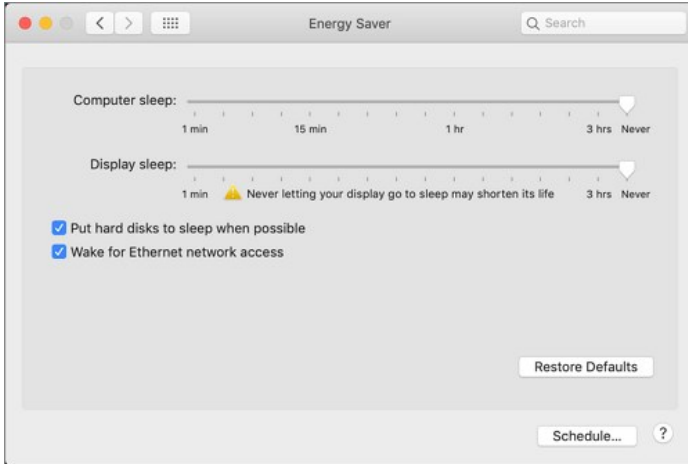 Energy Saver
Search
Computer sleep:
1 min 15 min 1 hr 3 hrs Never
Display sleep:
1 min Never letting your display go to sleep may shorten its life 3 hrs Never
Put hard disks to sleep when possible
Wake for Ethernet network access
Restore Defaults
Schedule... ?